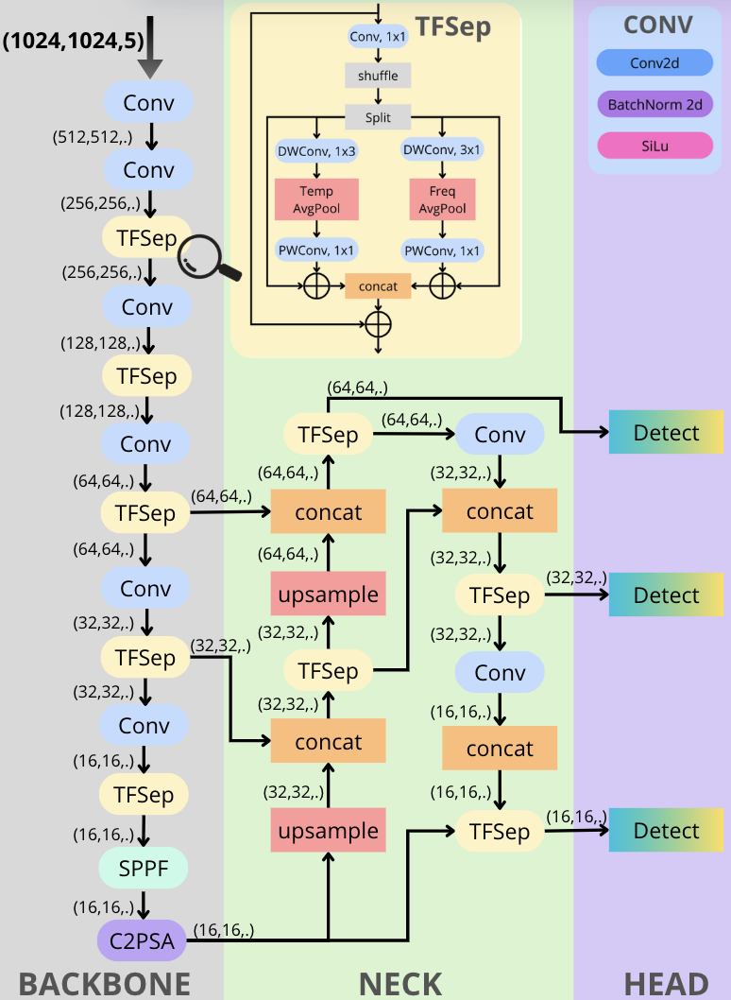 (1024,1024,5)
Conv
(512,512,.)
Conv
(256,256,.)
TFSep
(256,256,.)
Conv
(128,128,.)
TFSep
(128,128,.)
Conv
(64,64,.)
TFSep
(64,64,.)
(64,64,.)
Conv
(32,32,.)
TFSep
(32,32,.)
(32,32,.)
Conv
(16,16,.)
TFSep
(16,16,.)
SPPF
(16,16,.)
C2PSA
(16,16,.)
BACKBONE
TFSep
Conv, 1x1
shuffle
Split
DWConv, 1x3
DWConv, 3x1
Temp
AvgPool
Freq
AvgPool
PWConv, 1x1
PWConv, 1x1
concat
(64,64,.)
TFSep
(64,64,.)
Conv
(64,64,.)
(32,32,.)
concat
concat
(64,64,.)
(32,32,.)
upsample
TFSep
(32,32,.)
(32,32,.)
(32,32,.)
TFSep
Conv
(32,32,.)
(16,16,.)
concat
concat
(32,32,.)
(16,16,.)
upsample
TFSep
(16,16,.)
NECK
CONV
Conv2d
BatchNorm 2d
SiLu
Detect
Detect
Detect
HEAD